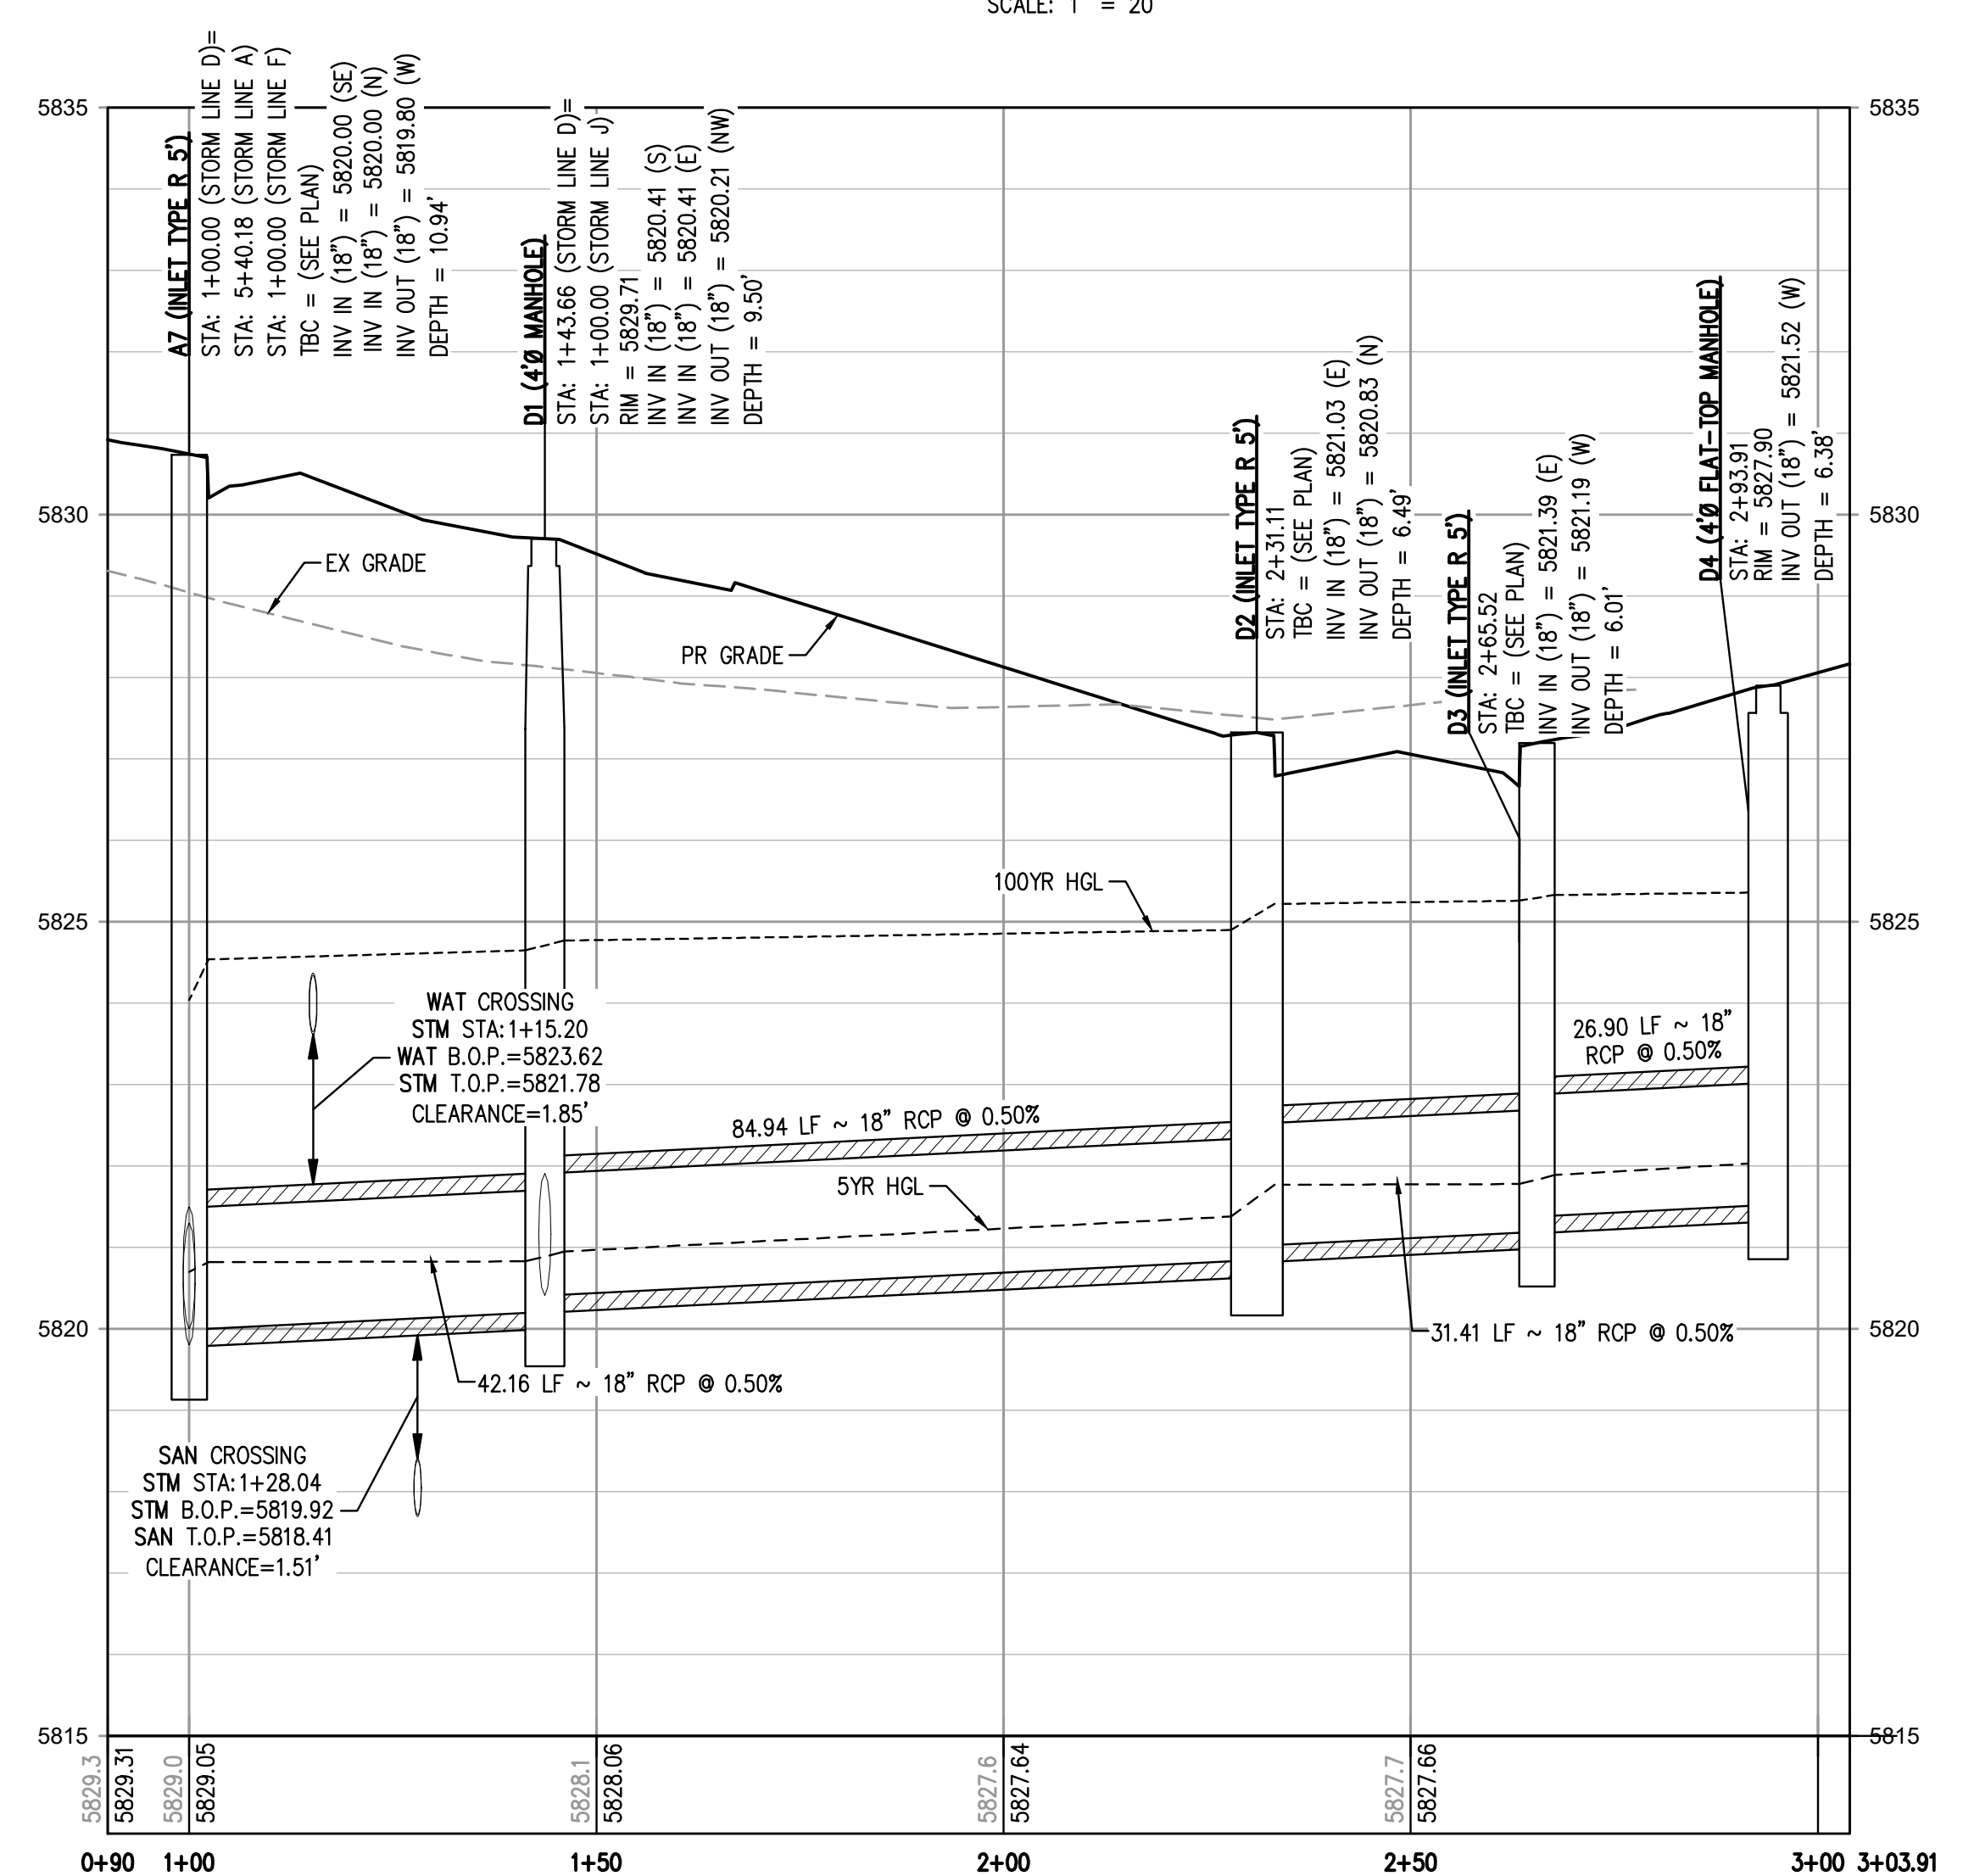 SCALE: 1" = 20'
5835
5835
5830
5830
5825
5825
5820
5820
5815
5815
A7 (INLET TYPE R 5')
STA: 1+00.00 (STORM LINE D)=
STA: 5+40.18 (STORM LINE A)
STA: 1+00.00 (STORM LINE F)
TBC = (SEE PLAN)
INV IN (18") = 5820.00 (SE)
INV IN (18") = 5820.00 (N)
INV OUT (18") = 5819.80 (W)
DEPTH = 10.94'
D1 (4'Ø MANHOLE)
STA: 1+43.66 (STORM LINE D)=
STA: 1+00.00 (STORM LINE J)
RIM = 5829.71
INV IN (18") = 5820.41 (S)
INV IN (18") = 5820.41 (E)
INV OUT (18") = 5820.21 (NW)
DEPTH = 9.50'
D2 (INLET TYPE R 5')
STA: 2+31.11
TBC = (SEE PLAN)
INV IN (18") = 5821.03 (E)
INV OUT (18") = 5820.83 (N)
DEPTH = 6.49'
D3 (INLET TYPE R 5')
STA: 2+65.52
TBC = (SEE PLAN)
INV IN (18") = 5821.39 (E)
INV OUT (18") = 5821.19 (W)
DEPTH = 6.01'
D4 (4'Ø FLAT-TOP MANHOLE)
STA: 2+93.91
RIM = 5827.90
INV OUT (18") = 5821.52 (W)
DEPTH = 6.38'
EX GRADE
PR GRADE
100YR HGL
WAT CROSSING
STM STA:1+15.20
WAT B.O.P.=5823.62
STM T.O.P.=5821.78
CLEARANCE=1.85'
84.94 LF ~ 18" RCP @ 0.50%
26.90 LF ~ 18"
RCP @ 0.50%
5YR HGL
42.16 LF ~ 18" RCP @ 0.50%
31.41 LF ~ 18" RCP @ 0.50%
SAN CROSSING
STM STA:1+28.04
STM B.O.P.=5819.92
SAN T.O.P.=5818.41
CLEARANCE=1.51'
5829.3
5829.31
5829.0
5829.05
5828.1
5828.06
5827.6
5827.64
5827.7
5827.66
0+90
1+00
1+50
2+00
2+50
3+00
3+03.91